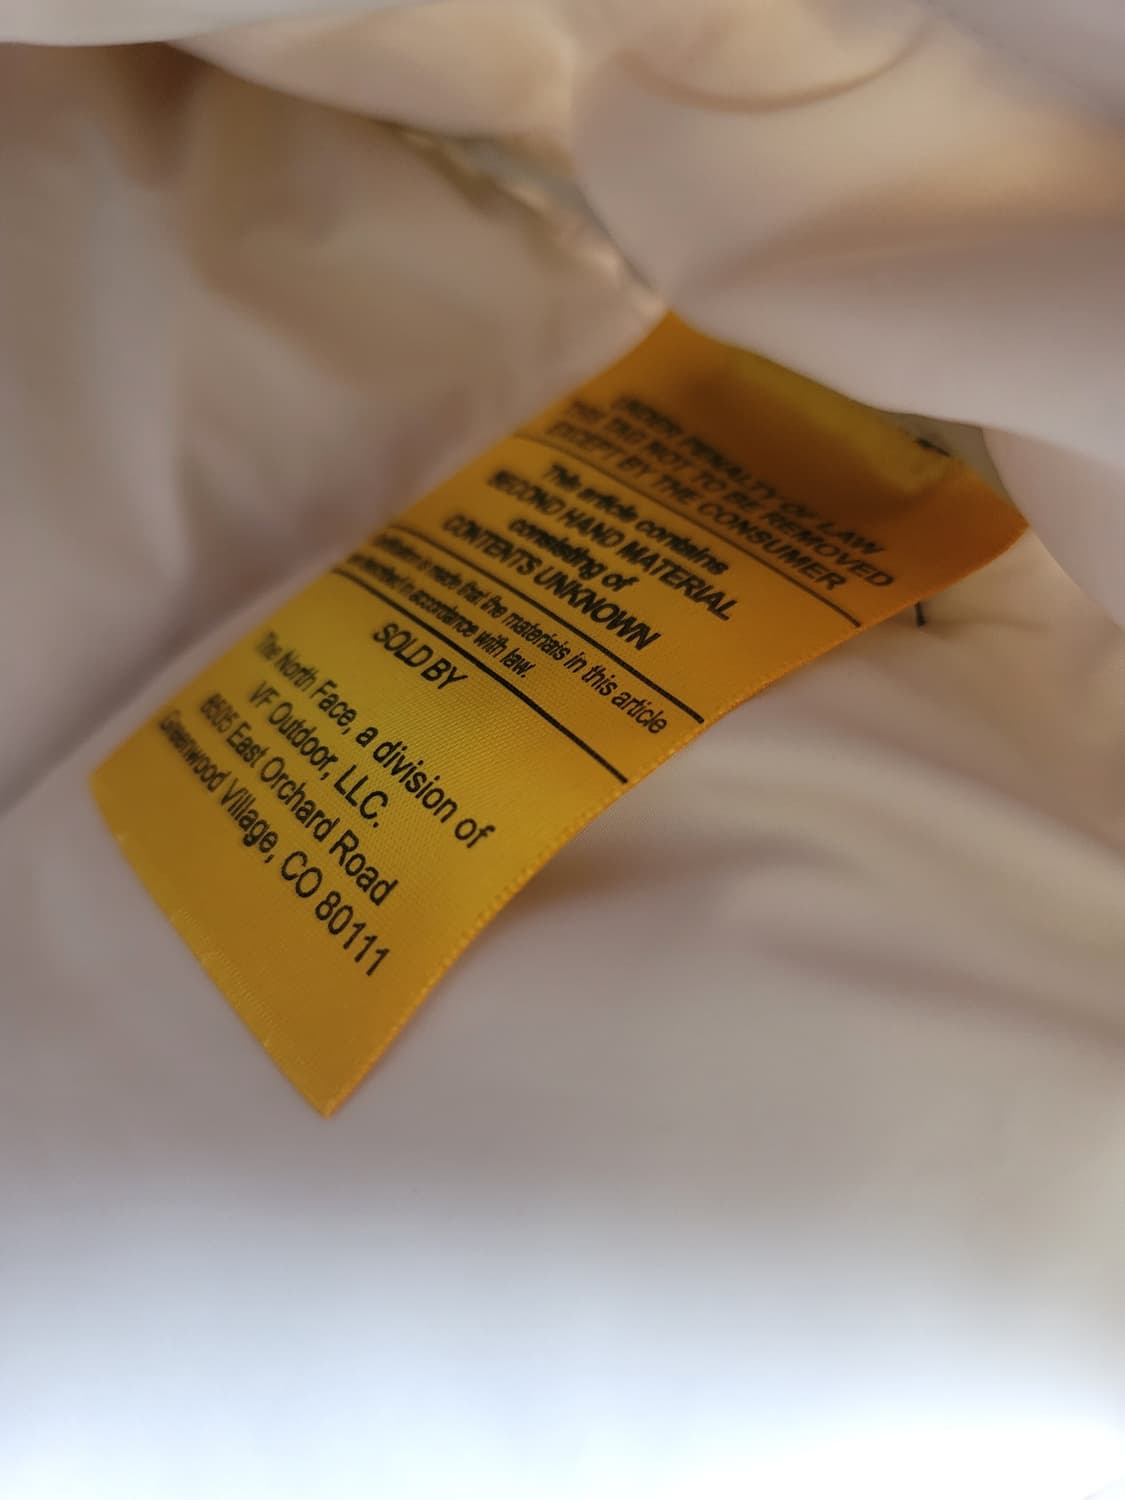 UNDER PENALTY OF LAW
THIS TAG NOT TO BE REMOVED
EXCEPT BY THE CONSUMER
This article contains
SECOND HAND MATERIAL
consisting of
CONTENTS UNKNOWN
is made that the materials in this article
in accordance with law.
SOLD BY
The North Face, a division of
VF Outdoor, LLC.
6505 East Orchard Road
Greenwood Village, CO 80111